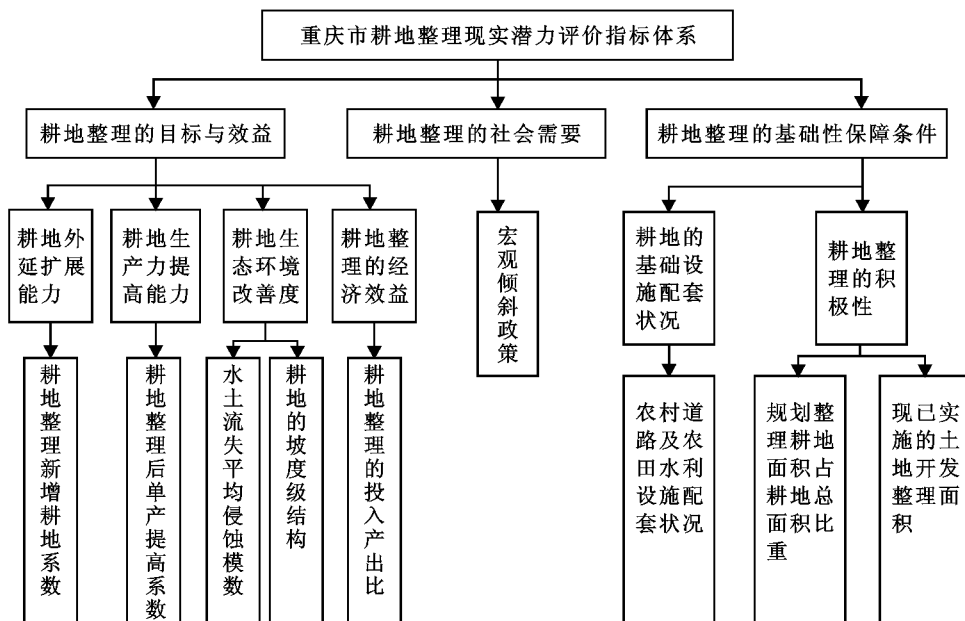 重庆市耕地整理现实潜力评价指标体系
耕地整理的目标与效益
耕地整理的社会需要
耕地整理的基础性保障条件
耕地外
延扩展
能力
耕地生
产力提
高能力
耕地生
态环境
改善度
耕地整
理的经
济效益
宏观倾斜政策
耕地的
基础设
施配套
状况
耕地整
理的积
极性
耕地整理新增耕地系数
耕地整理后单产提高系数
水土流失平均侵蚀模数
耕地的坡度级结构
耕地整理的投入产出比
农村道
路及农
田水利
设施配
套状况
规划整
理耕地
面积占
耕地总
面积比
重
现已实
施的土
地开发
整理面
积